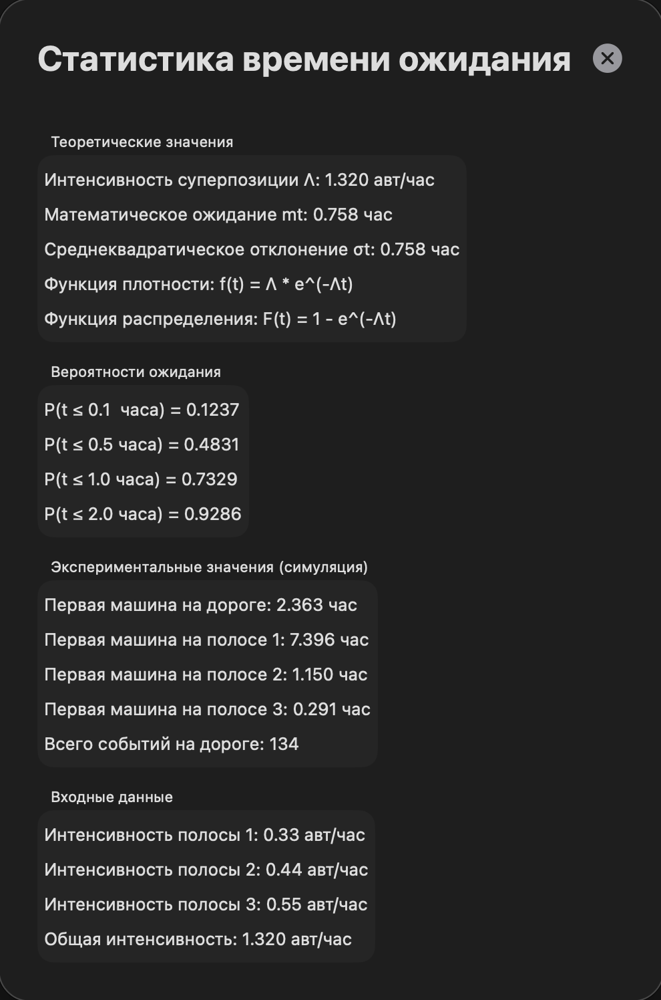 Статистика времени ожидания
Теоретические значения
Интенсивность суперпозиции Λ: 1.320 авт/час
Математическое ожидание mt: 0.758 час
Среднеквадратическое отклонение σt: 0.758 час
Функция плотности: f(t) = Λ * e^(-Λt)
Функция распределения: F(t) = 1 - e^(-Λt)
Вероятности ожидания
P(t ≤ 0.1  часа) = 0.1237
P(t ≤ 0.5 часа) = 0.4831
P(t ≤ 1.0 часа) = 0.7329
P(t ≤ 2.0 часа) = 0.9286
Экспериментальные значения (симуляция)
Первая машина на дороге: 2.363 час
Первая машина на полосе 1: 7.396 час
Первая машина на полосе 2: 1.150 час
Первая машина на полосе 3: 0.291 час
Всего событий на дороге: 134
Входные данные
Интенсивность полосы 1: 0.33 авт/час
Интенсивность полосы 2: 0.44 авт/час
Интенсивность полосы 3: 0.55 авт/час
Общая интенсивность: 1.320 авт/час